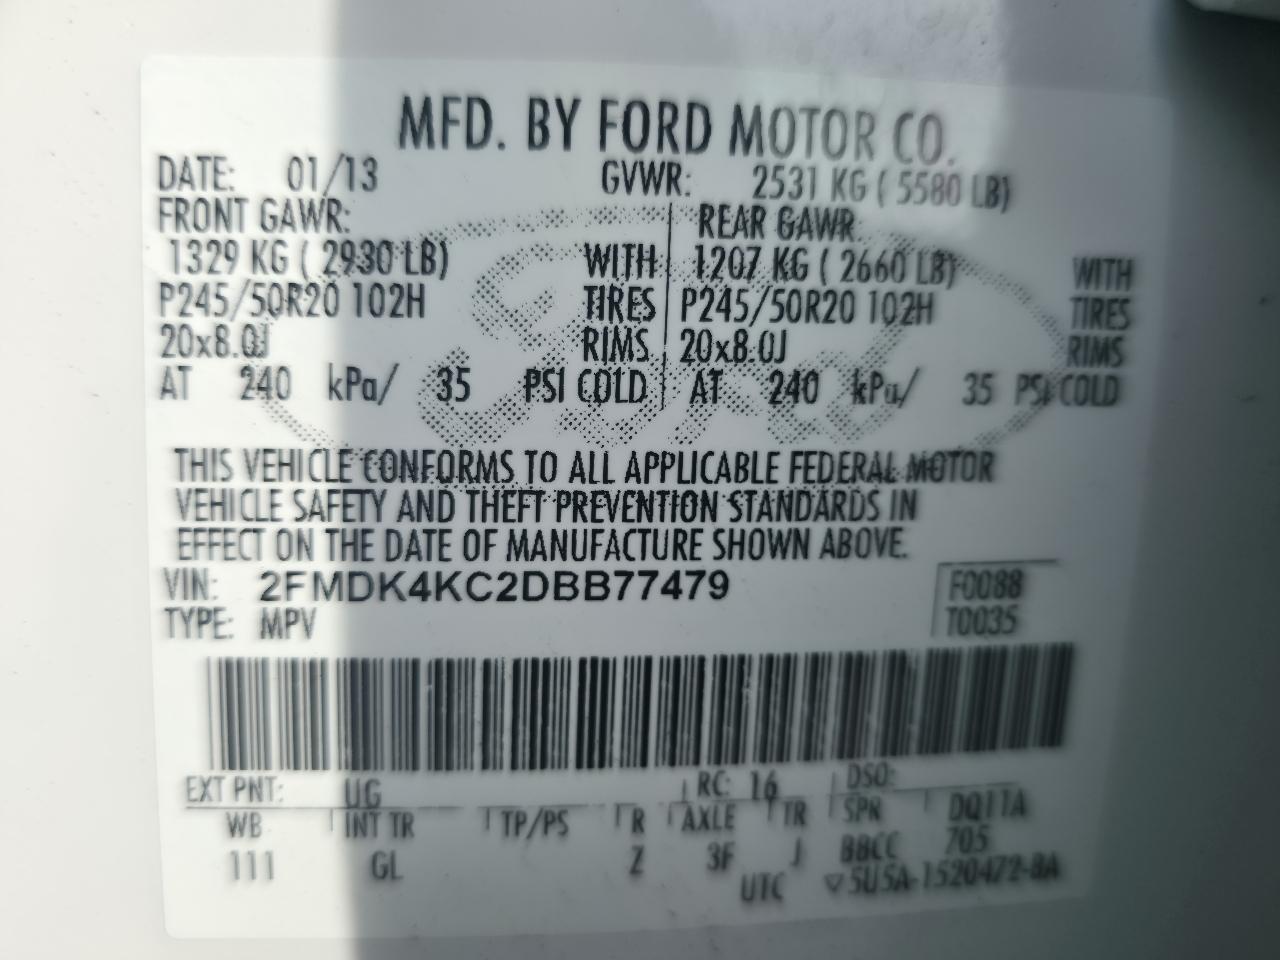 MFD. BY FORD MOTOR CO.
DATE: 01/13 GVWR: 2531 KG ( 5580 LB)
FRONT GAWR: REAR GAWR:
1329 KG ( 2930 LB) WITH 1207 KG ( 2660 LB) WITH
P245/50R20 102H TIRES P245/50R20 102H TIRES
20x8.0J RIMS 20x8.0J RIMS
AT 240 kPa/ 35 PSI COLD AT 240 kPa/ 35 PSI COLD
THIS VEHICLE CONFORMS TO ALL APPLICABLE FEDERAL MOTOR
VEHICLE SAFETY AND THEFT PREVENTION STANDARDS IN
EFFECT ON THE DATE OF MANUFACTURE SHOWN ABOVE.
VIN: 2FMDK4KC2DBB77479 F0088
TYPE: MPV T0035
EXT PNT: UG RC: 16 DSO:
WB INT TR TP/PS R AXLE TR SPR DQ11A
111 GL Z 3F J BBCC 705
UTC ▽5U5A-1520472-BA